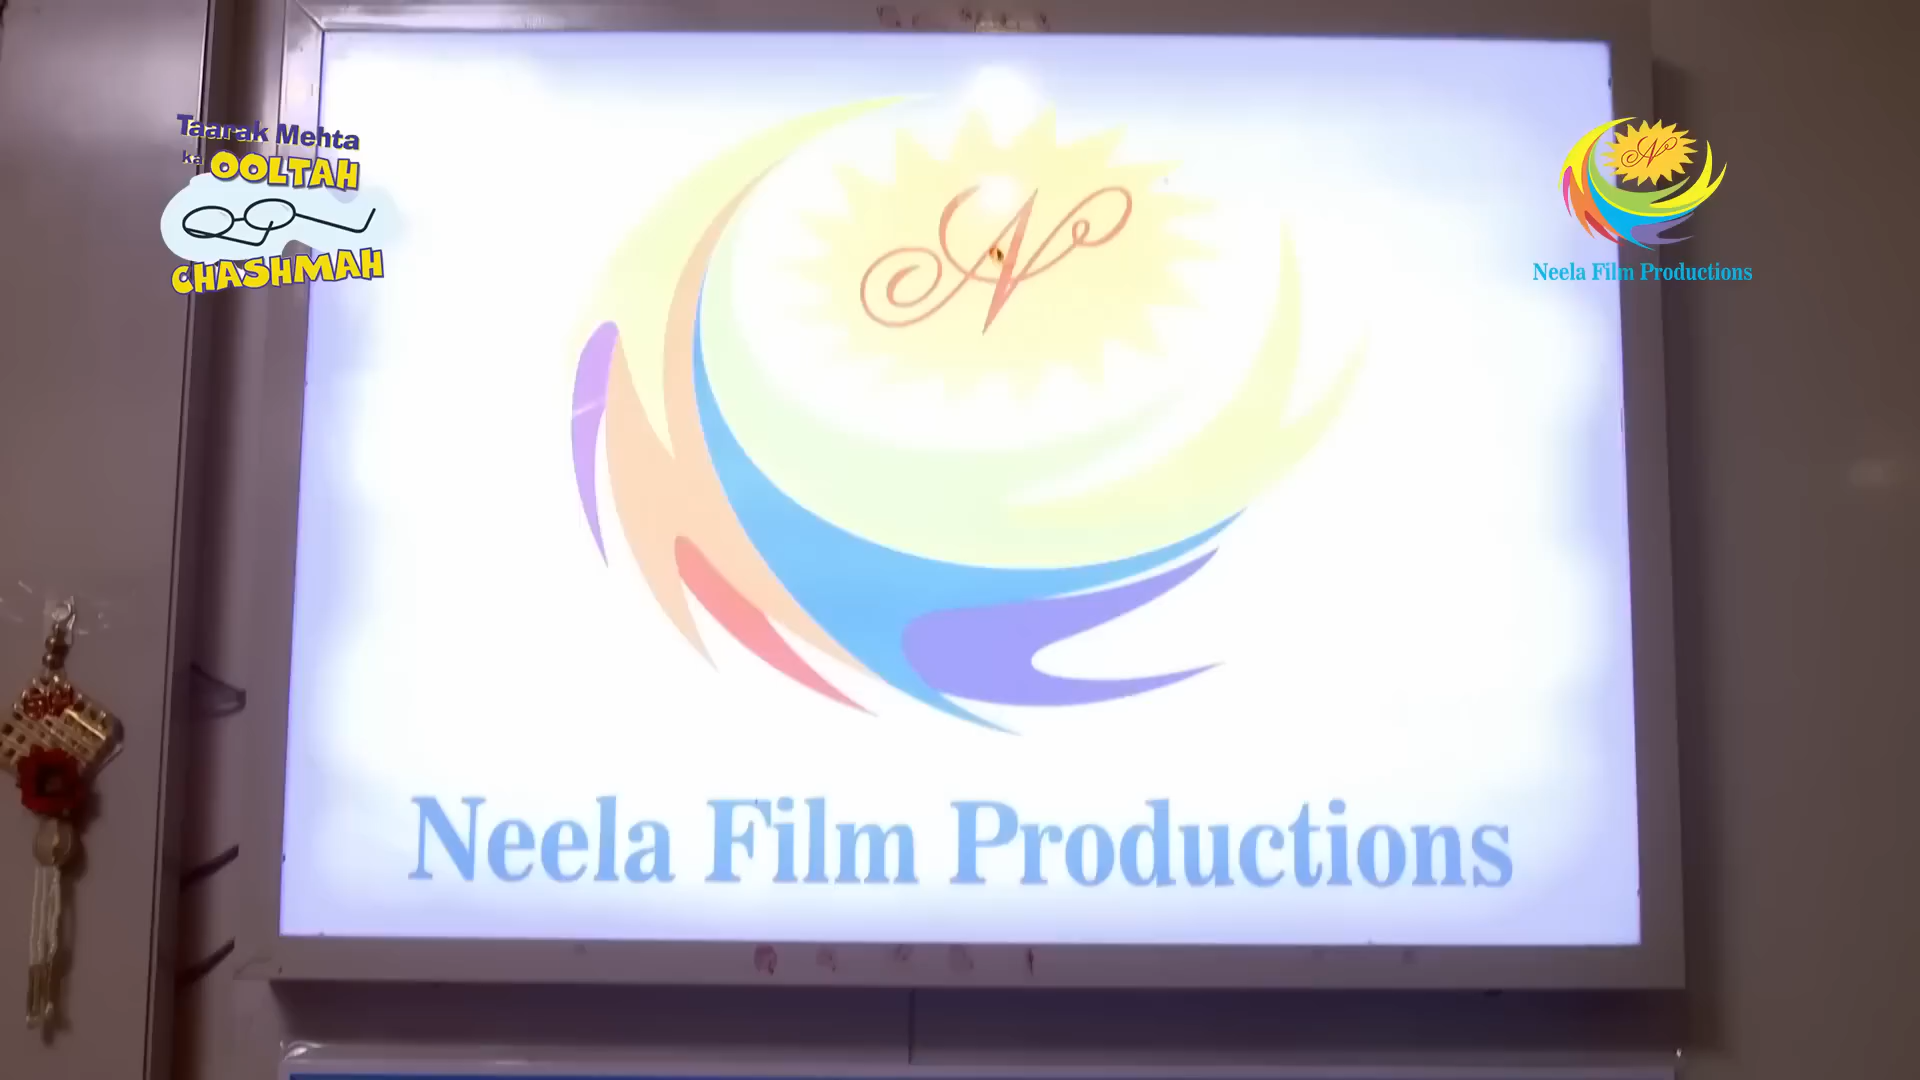 Taarak Mehta
ka OOLTAH
CHASHMAH
N
Neela Film Productions
N
Neela Film Productions